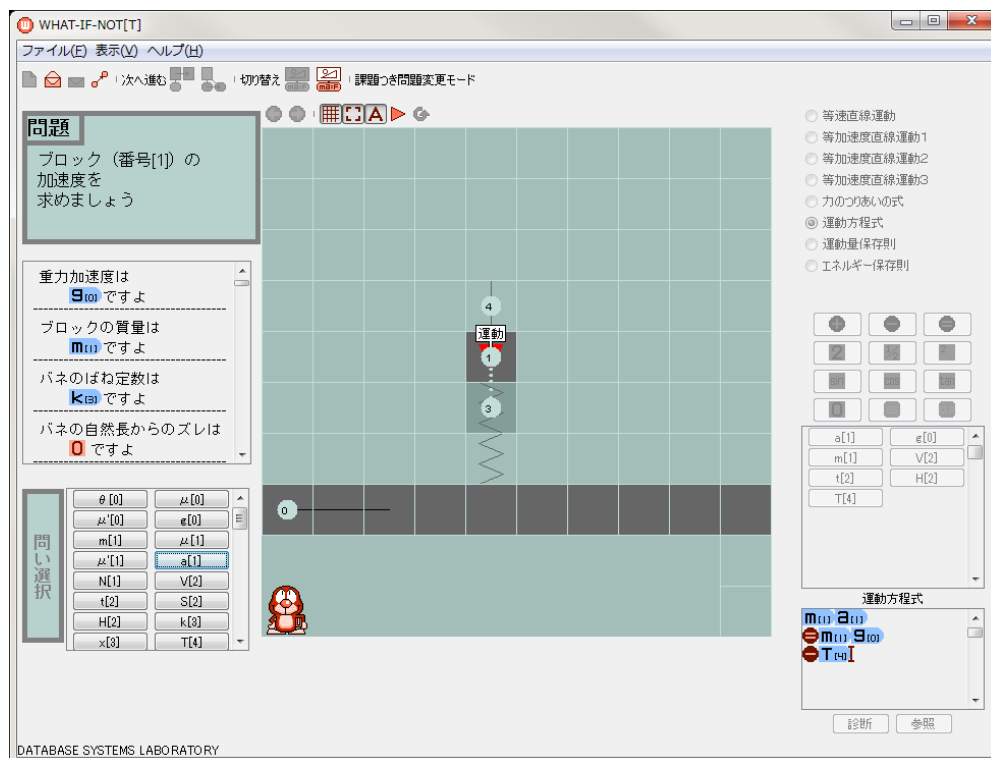 WHAT-IF-NOT[T]
ファイル(F) 表示(V) ヘルプ(H)
次へ進む 切り替え 課題つき問題変更モード
問題
ブロック（番号[1]）の
加速度を
求めましょう
重力加速度は
g[0] ですよ
ブロックの質量は
m[1] ですよ
バネのばね定数は
k[3] ですよ
バネの自然長からのズレは
0 ですよ
問い選択
θ[0] μ[0]
μ'[0] g[0]
m[1] μ[1]
μ'[1] a[1]
N[1] V[2]
t[2] S[2]
H[2] k[3]
x[3] T[4]
A
4
運動
1
3
0
等速直線運動
等加速度直線運動1
等加速度直線運動2
等加速度直線運動3
力のつりあいの式
運動方程式
運動量保存則
エネルギー保存則
2 ½
sin cos tan
0
a[1] g[0]
m[1] V[2]
t[2] H[2]
T[4]
運動方程式
m[1] a[1]
=m[1] g[0]
-T[4]
診断 参照
DATABASE SYSTEMS LABORATORY